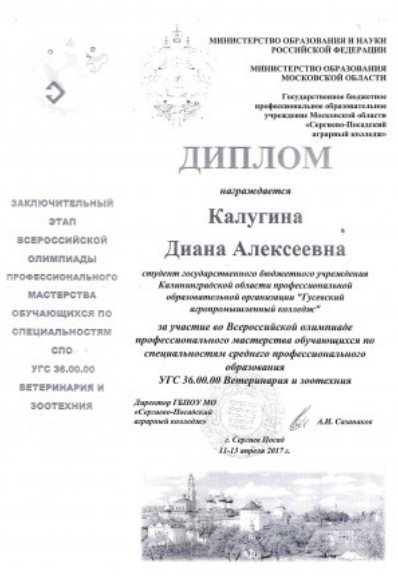 МИНИСТЕРСТВО ОБРАЗОВАНИЯ И НАУКИ
РОССИЙСКОЙ ФЕДЕРАЦИИ
МИНИСТЕРСТВО ОБРАЗОВАНИЯ
МОСКОВСКОЙ ОБЛАСТИ
Государственное бюджетное
профессиональное образовательное
учреждение Московской области
«Сергиево-Посадский
аграрный колледж»
ДИПЛОМ
награждается
Калугина
Диана Алексеевна
студент государственного бюджетного учреждения
Калининградской области профессиональной
образовательной организации "Гусевский
агропромышленный колледж"
за участие во Всероссийской олимпиаде
профессионального мастерства обучающихся по
специальностям среднего профессионального
образования
УГС 36.00.00 Ветеринария и зоотехния
Директор ГБПОУ МО
«Сергиево-Посадский
аграрный колледж»
А.И. Сазаняков
г. Сергиев Посад
11-13 апреля 2017 г.
ЗАКЛЮЧИТЕЛЬНЫЙ
ЭТАП
ВСЕРОССИЙСКОЙ
ОЛИМПИАДЫ
ПРОФЕССИОНАЛЬНОГО
МАСТЕРСТВА
ОБУЧАЮЩИХСЯ ПО
СПЕЦИАЛЬНОСТЯМ
СПО
УГС 36.00.00
ВЕТЕРИНАРИЯ И
ЗООТЕХНИЯ